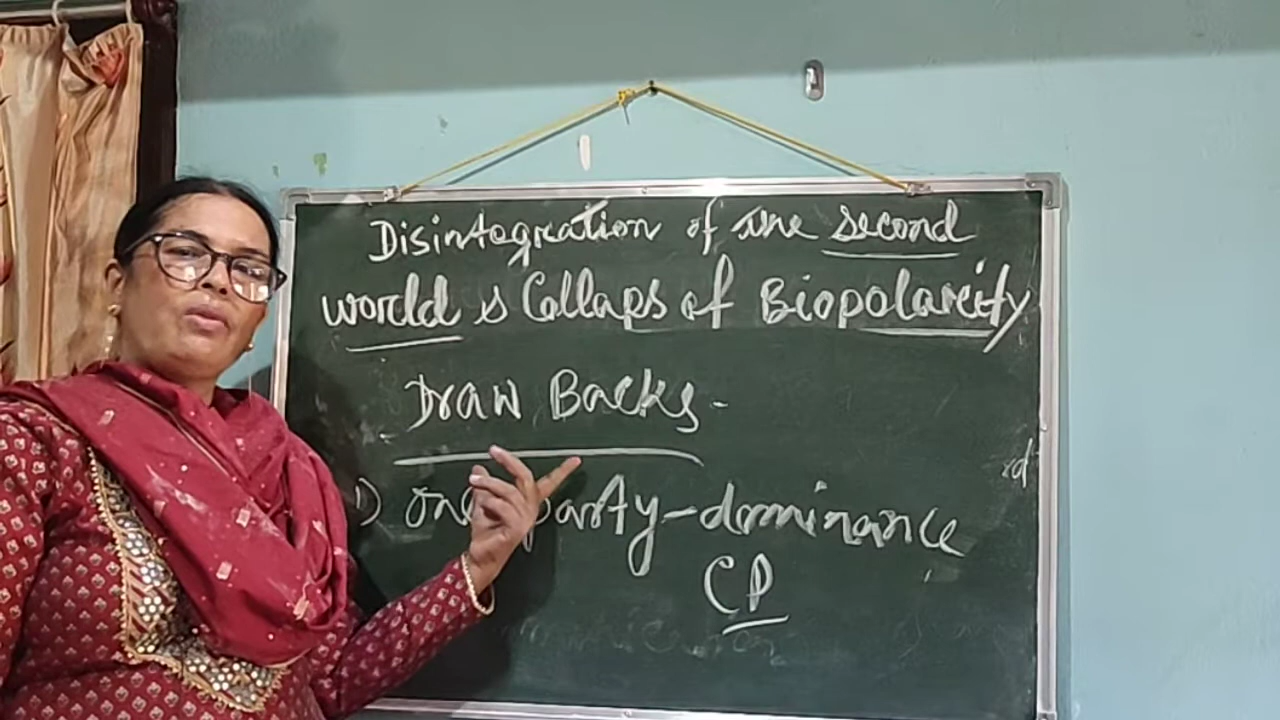 Disintegration of the second
world & Collaps of Biopolarity
Draw Backs -
1) One party - dominance
CP